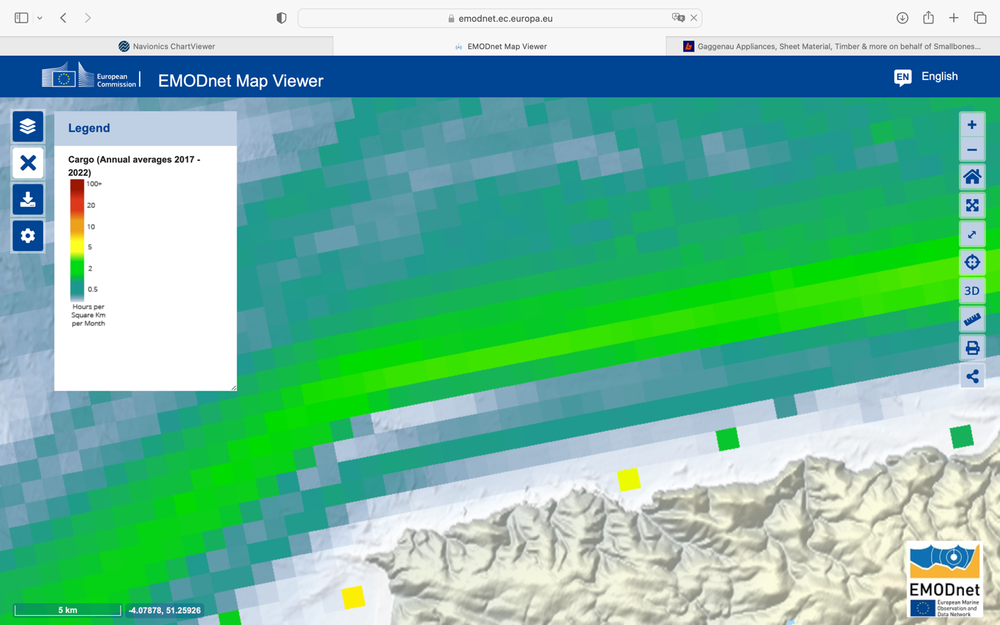 emodnet.ec.europa.eu
Navionics ChartViewer
EMODnet Map Viewer
Gaggenau Appliances, Sheet Material, Timber & more on behalf of Smallbones...
European
Commission
EMODnet Map Viewer
EN
English
Legend
Cargo (Annual averages 2017 -
2022)
100+
20
10
5
2
0.5
Hours per
Square Km
per Month
3D
5 km
-4.07878, 51.25926
EMODnet
European Marine
Observation and
Data Network